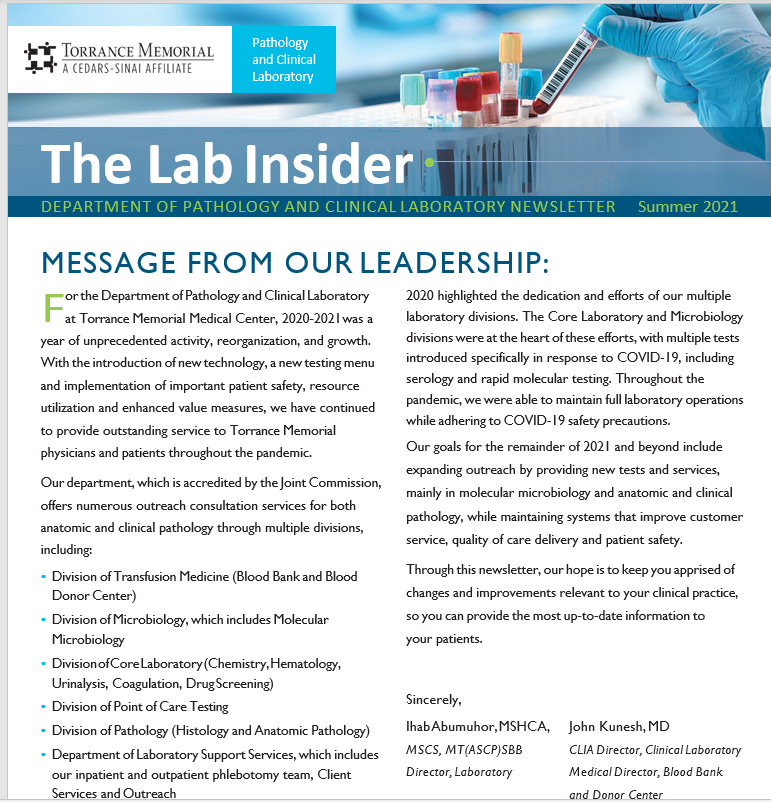 TORRANCE MEMORIAL
A CEDARS-SINAI AFFILIATE
Pathology
and Clinical
Laboratory
The Lab Insider
DEPARTMENT OF PATHOLOGY AND CLINICAL LABORATORY NEWSLETTER Summer 2021
MESSAGE FROM OUR LEADERSHIP:
For the Department of Pathology and Clinical Laboratory
at Torrance Memorial Medical Center, 2020-2021 was a
year of unprecedented activity, reorganization, and growth.
With the introduction of new technology, a new testing menu
and implementation of important patient safety, resource
utilization and enhanced value measures, we have continued
to provide outstanding service to Torrance Memorial
physicians and patients throughout the pandemic.
Our department, which is accredited by the Joint Commission,
offers numerous outreach consultation services for both
anatomic and clinical pathology through multiple divisions,
including:
• Division of Transfusion Medicine (Blood Bank and Blood
Donor Center)
• Division of Microbiology, which includes Molecular
Microbiology
• Division of Core Laboratory (Chemistry, Hematology,
Urinalysis, Coagulation, Drug Screening)
• Division of Point of Care Testing
• Division of Pathology (Histology and Anatomic Pathology)
• Department of Laboratory Support Services, which includes
our inpatient and outpatient phlebotomy team, Client
Services and Outreach
2020 highlighted the dedication and efforts of our multiple
laboratory divisions. The Core Laboratory and Microbiology
divisions were at the heart of these efforts, with multiple tests
introduced specifically in response to COVID-19, including
serology and rapid molecular testing. Throughout the
pandemic, we were able to maintain full laboratory operations
while adhering to COVID-19 safety precautions.
Our goals for the remainder of 2021 and beyond include
expanding outreach by providing new tests and services,
mainly in molecular microbiology and anatomic and clinical
pathology, while maintaining systems that improve customer
service, quality of care delivery and patient safety.
Through this newsletter, our hope is to keep you apprised of
changes and improvements relevant to your clinical practice,
so you can provide the most up-to-date information to
your patients.
Sincerely,
Ihab Abumuhor, MSHCA,
MSCS, MT(ASCP)SBB
Director, Laboratory
John Kunesh, MD
CLIA Director, Clinical Laboratory
Medical Director, Blood Bank
and Donor Center